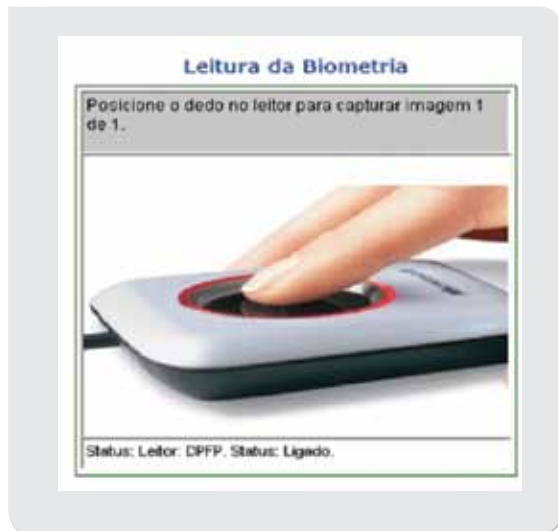 Leitura da Biometria
Posicione o dedo no leitor para capturar imagem 1
de 1.
Status: Leitor: DPFP. Status: Ligado.